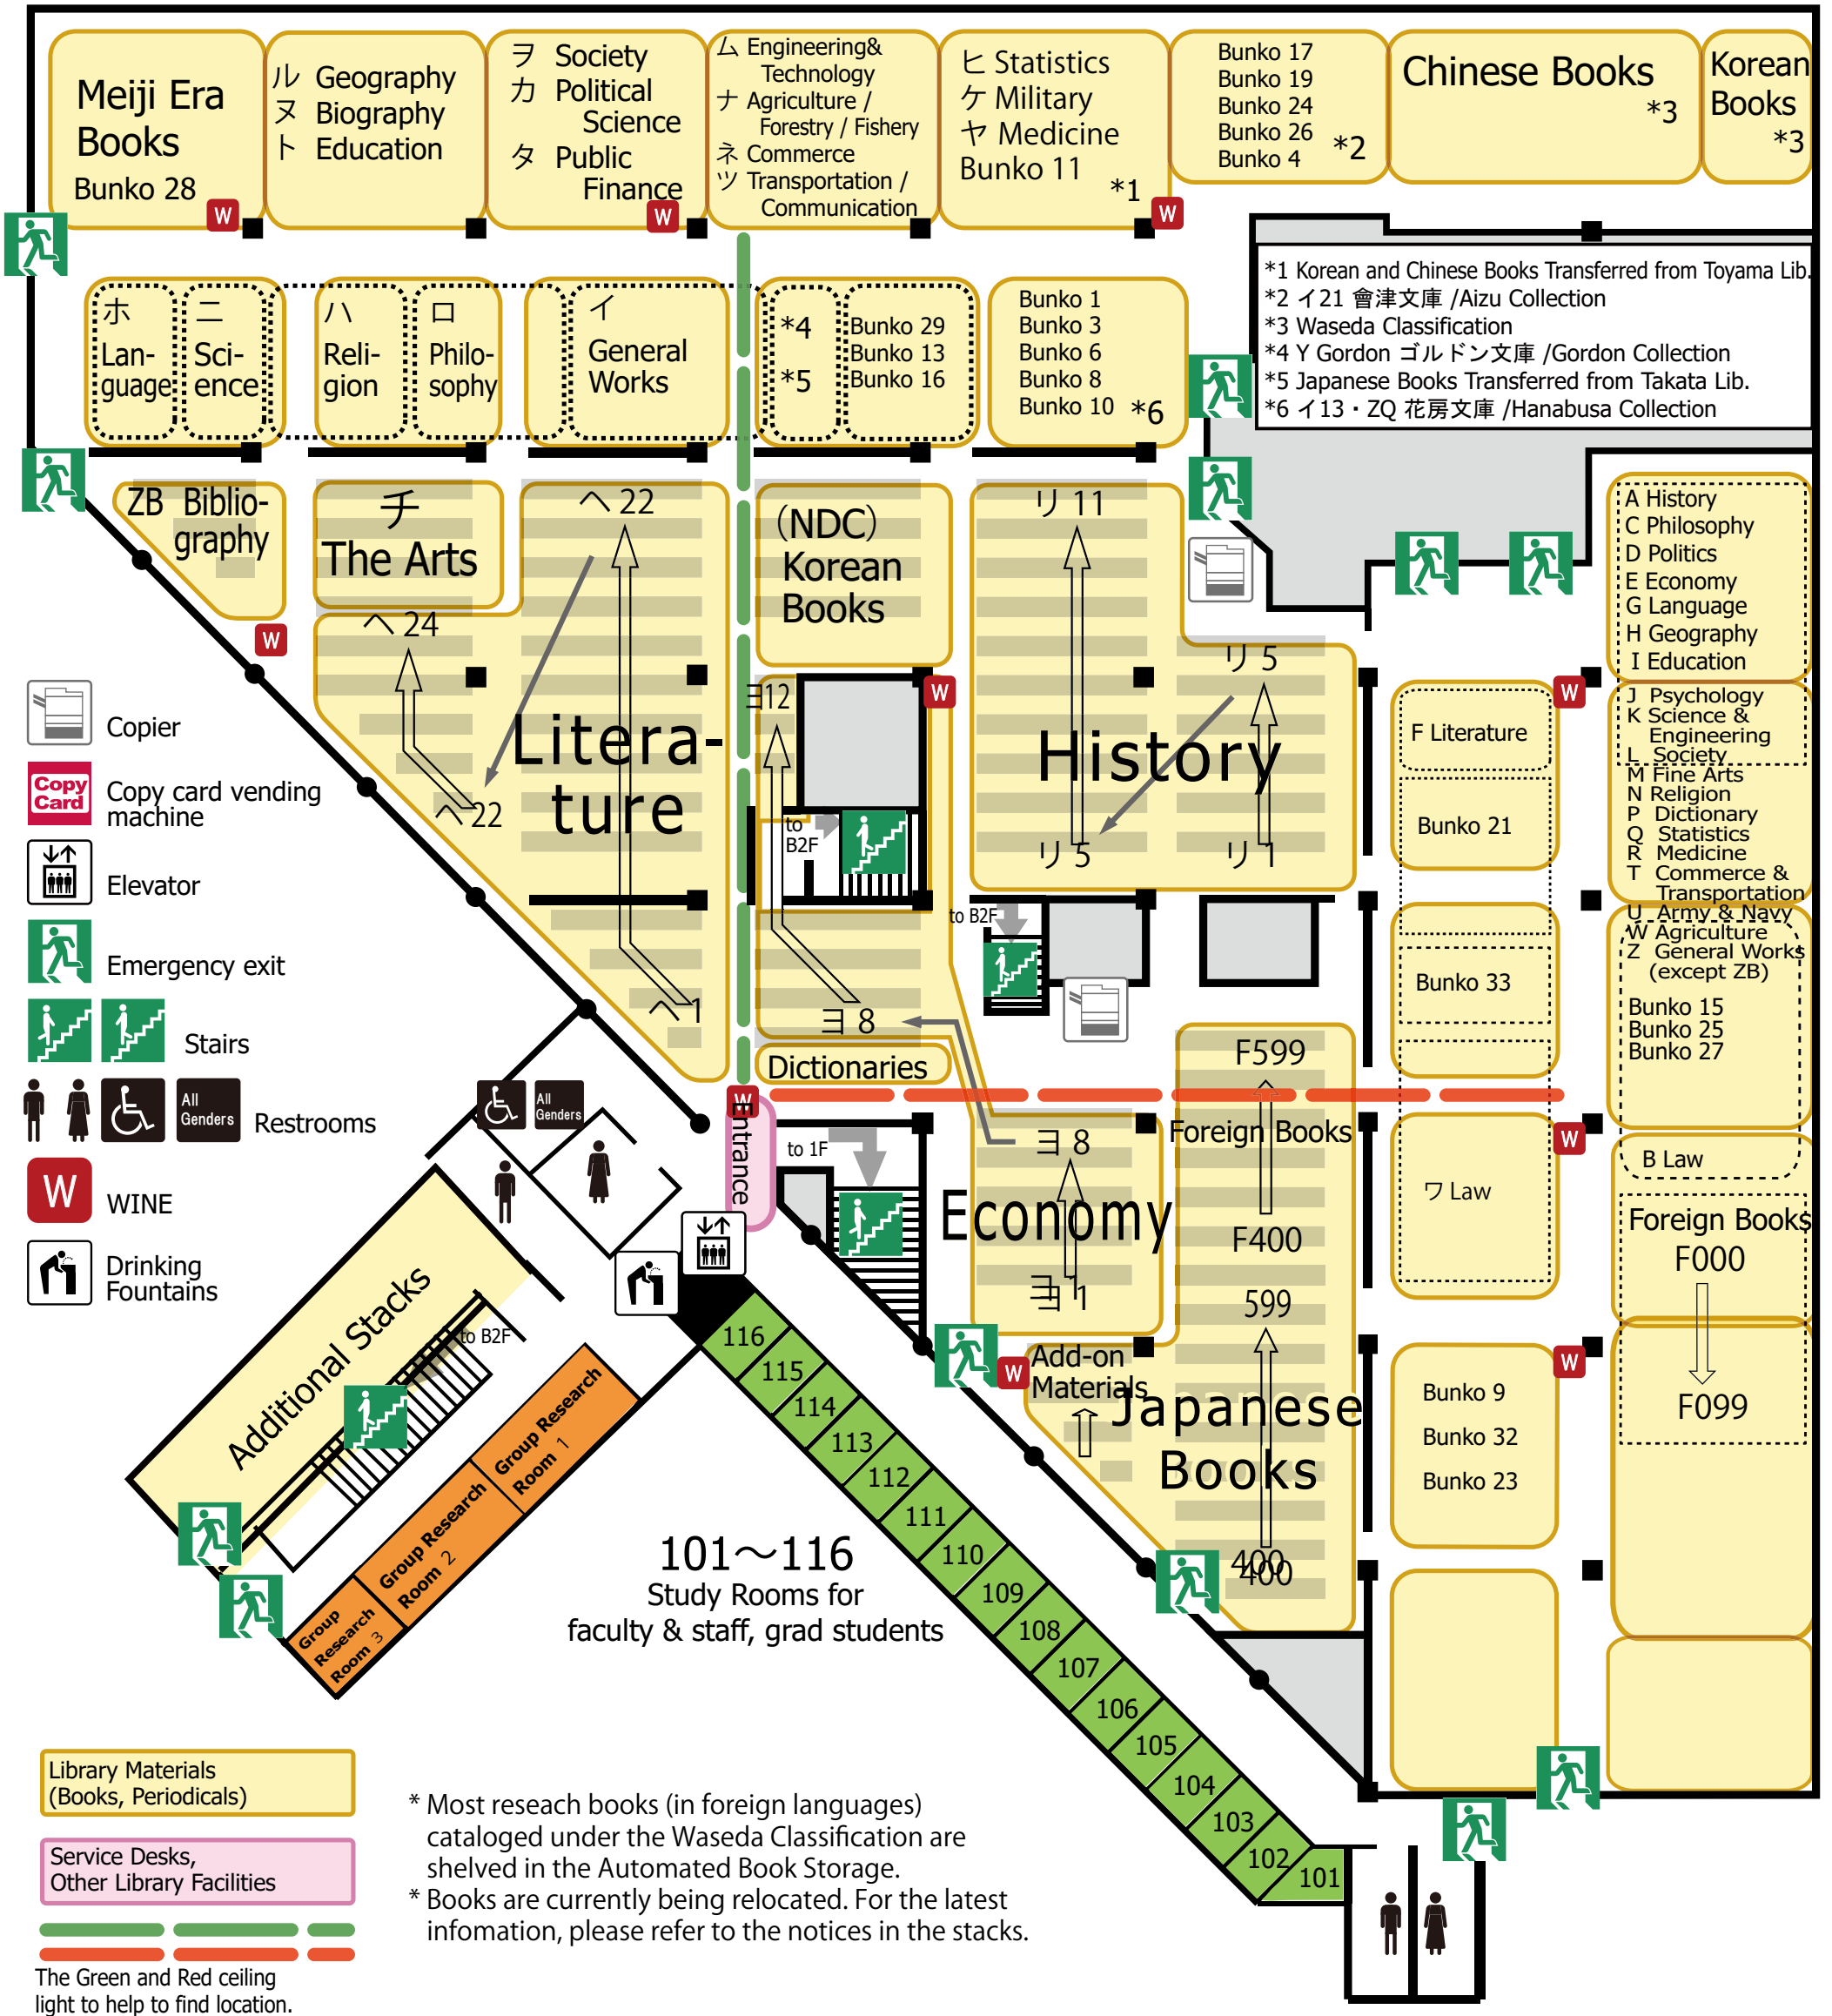 Meiji Era
Books
Bunko 28
W
ル Geography
ヌ Biography
ト Education
ヲ Society
カ Political
Science
タ Public
Finance
W
ム Engineering&
Technology
ナ Agriculture /
Forestry / Fishery
ネ Commerce
ツ Transportation /
Communication
ヒ Statistics
ケ Military
ヤ Medicine
Bunko 11
*1
W
Bunko 17
Bunko 19
Bunko 24
Bunko 26
Bunko 4
*2
Chinese Books
*3
Korean
Books
*3
*1 Korean and Chinese Books Transferred from Toyama Lib.
*2 イ21 會津文庫 /Aizu Collection
*3 Waseda Classification
*4 Y Gordon ゴルドン文庫 /Gordon Collection
*5 Japanese Books Transferred from Takata Lib.
*6 イ13・ZQ 花房文庫 /Hanabusa Collection
ホ
Lan-
guage
ニ
Sci-
ence
ハ
Reli-
gion
ロ
Philo-
sophy
イ
General
Works
*4
*5
Bunko 29
Bunko 13
Bunko 16
Bunko 1
Bunko 3
Bunko 6
Bunko 8
Bunko 10
*6
ZB Biblio-
graphy
W
チ
The Arts
ヘ 24
ヘ 22
ヘ 22
Litera-
ture
ヘ 1
(NDC)
Korean
Books
W
ヨ12
to
B2F
ヨ 8
Dictionaries
リ 11
リ 5
History
リ 5
リ 1
to B2F
A History
C Philosophy
D Politics
E Economy
G Language
H Geography
I Education
J Psychology
K Science &
Engineering
L Society
M Fine Arts
N Religion
P Dictionary
Q Statistics
R Medicine
T Commerce &
Transportation
U Army & Navy
W Agriculture
Z General Works
(except ZB)
Bunko 15
Bunko 25
Bunko 27
B Law
Foreign Books
F000
F099
W
F Literature
Bunko 21
Bunko 33
W
ワ Law
W
Bunko 9
Bunko 32
Bunko 23
F599
Foreign Books
F400
599
Japanese
Books
400
400
ヨ 8
Economy
ヨ 1
ヨ 1
W
Add-on
Materials
W
Entrance
to 1F
Copier
Copy
Card
Copy card vending
machine
Elevator
Emergency exit
Stairs
All
Genders
Restrooms
W
WINE
Drinking
Fountains
All
Genders
Additional Stacks
to B2F
Group Research
Room 1
Group Research
Room 2
Group
Research
Room 3
116
115
114
113
112
111
110
109
108
107
106
105
104
103
102
101
101～116
Study Rooms for
faculty & staff, grad students
Library Materials
(Books, Periodicals)
Service Desks,
Other Library Facilities
The Green and Red ceiling
light to help to find location.
* Most reseach books (in foreign languages)
cataloged under the Waseda Classification are
shelved in the Automated Book Storage.
* Books are currently being relocated. For the latest
infomation, please refer to the notices in the stacks.